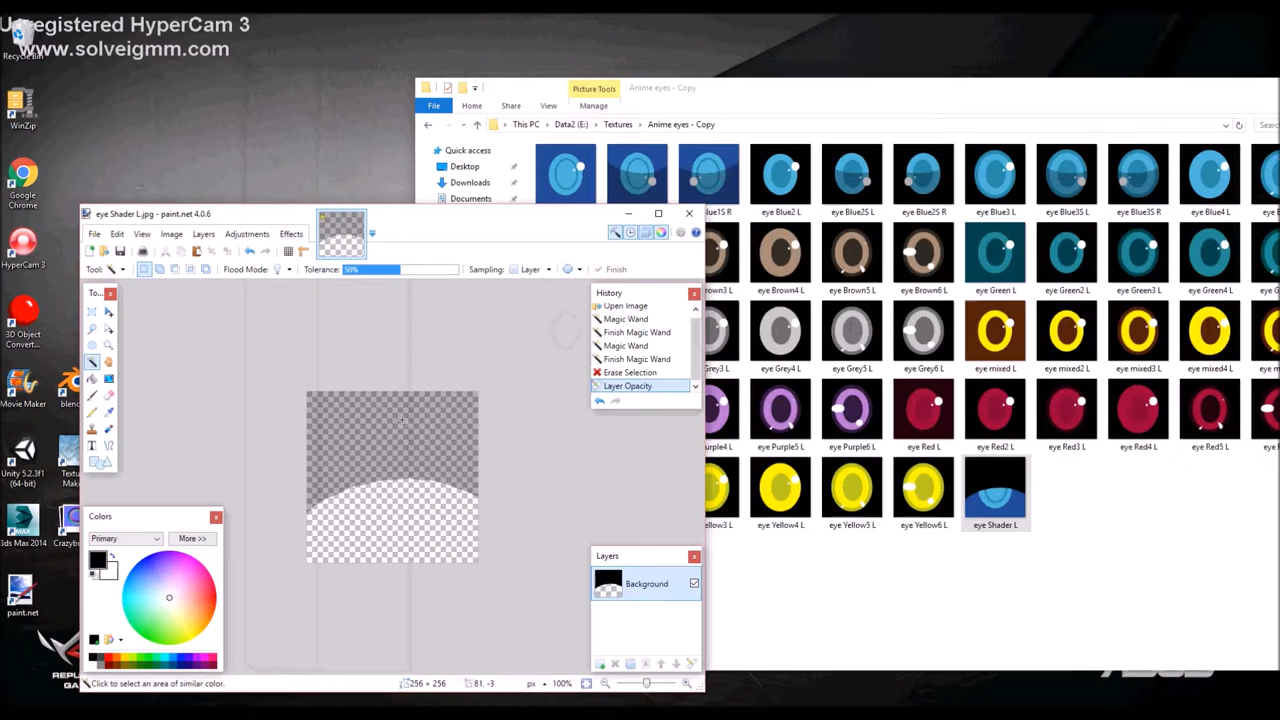 Unregistered HyperCam 3
www.solveigmm.com
Recycle Bin
WinZip
Google
Chrome
HyperCam 3
3D Object
Convert...
Movie Maker
blen
Unity 5.2.3f1
(64-bit)
3ds Max 2014
Crazybu
paint.net
Picture Tools
Anime eyes - Copy
File
Home
Share
View
Manage
This PC
Data2 (E:)
Textures
Anime eyes - Copy
Quick access
Desktop
Downloads
Documents
eye Blue2 L
eye Blue2S L
eye Blue2S R
eye Blue3 L
eye Blue3S L
eye Blue3S R
eye Blue4 L
eye Brown4 L
eye Brown5 L
eye Brown6 L
eye Green L
eye Green2 L
eye Green3 L
eye Green4 L
eye Grey4 L
eye Grey5 L
eye Grey6 L
eye mixed L
eye mixed2 L
eye mixed3 L
eye mixed4 L
eye Purple5 L
eye Purple6 L
eye Red L
eye Red2 L
eye Red3 L
eye Red4 L
eye Red5 L
eye Yellow4 L
eye Yellow5 L
eye Yellow6 L
eye Shader L
eye Shader L.jpg - paint.net 4.0.6
File
Edit
View
Image
Layers
Adjustments
Effects
Tool:
Flood Mode:
Tolerance:
50%
Sampling:
Layer
Finish
To...
History
Open Image
Magic Wand
Finish Magic Wand
Magic Wand
Finish Magic Wand
Erase Selection
Layer Opacity
Colors
Primary
More >>
Layers
Background
Click to select an area of similar color.
256 × 256
81, -3
px
100%